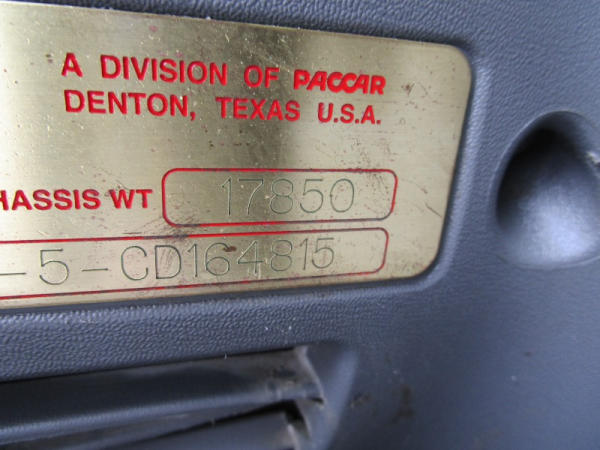 A DIVISION OF PACCAR
DENTON, TEXAS U.S.A.
HASSIS WT 17850
-5-CD164815